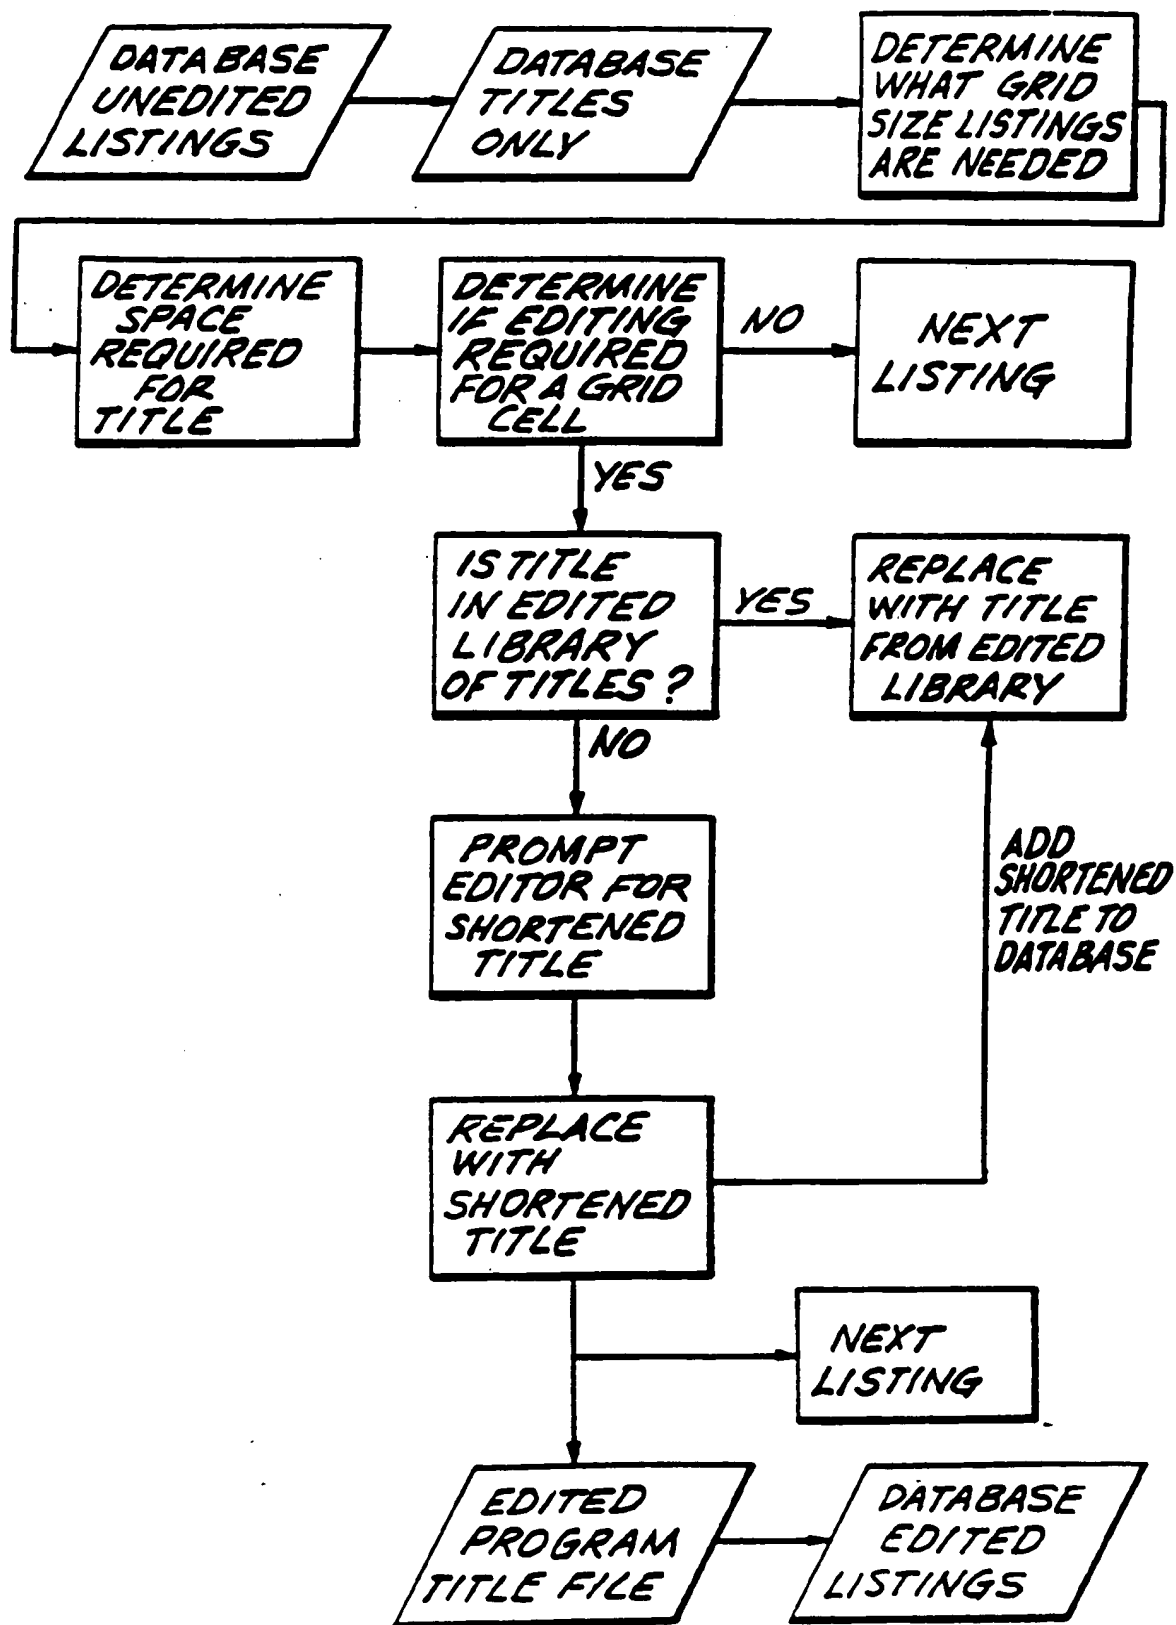 DATABASE
UNEDITED
LISTINGS
DATABASE
TITLES
ONLY
DETERMINE
WHAT GRID
SIZE LISTINGS
ARE NEEDED
DETERMINE
SPACE
REQUIRED
FOR
TITLE
DETERMINE
IF EDITING
REQUIRED
FOR A GRID
CELL
NO
NEXT
LISTING
YES
IS TITLE
IN EDITED
LIBRARY
OF TITLES?
YES
REPLACE
WITH TITLE
FROM EDITED
LIBRARY
NO
PROMPT
EDITOR FOR
SHORTENED
TITLE
ADD
SHORTENED
TITLE TO
DATABASE
REPLACE
WITH
SHORTENED
TITLE
NEXT
LISTING
EDITED
PROGRAM
TITLE FILE
DATABASE
EDITED
LISTINGS